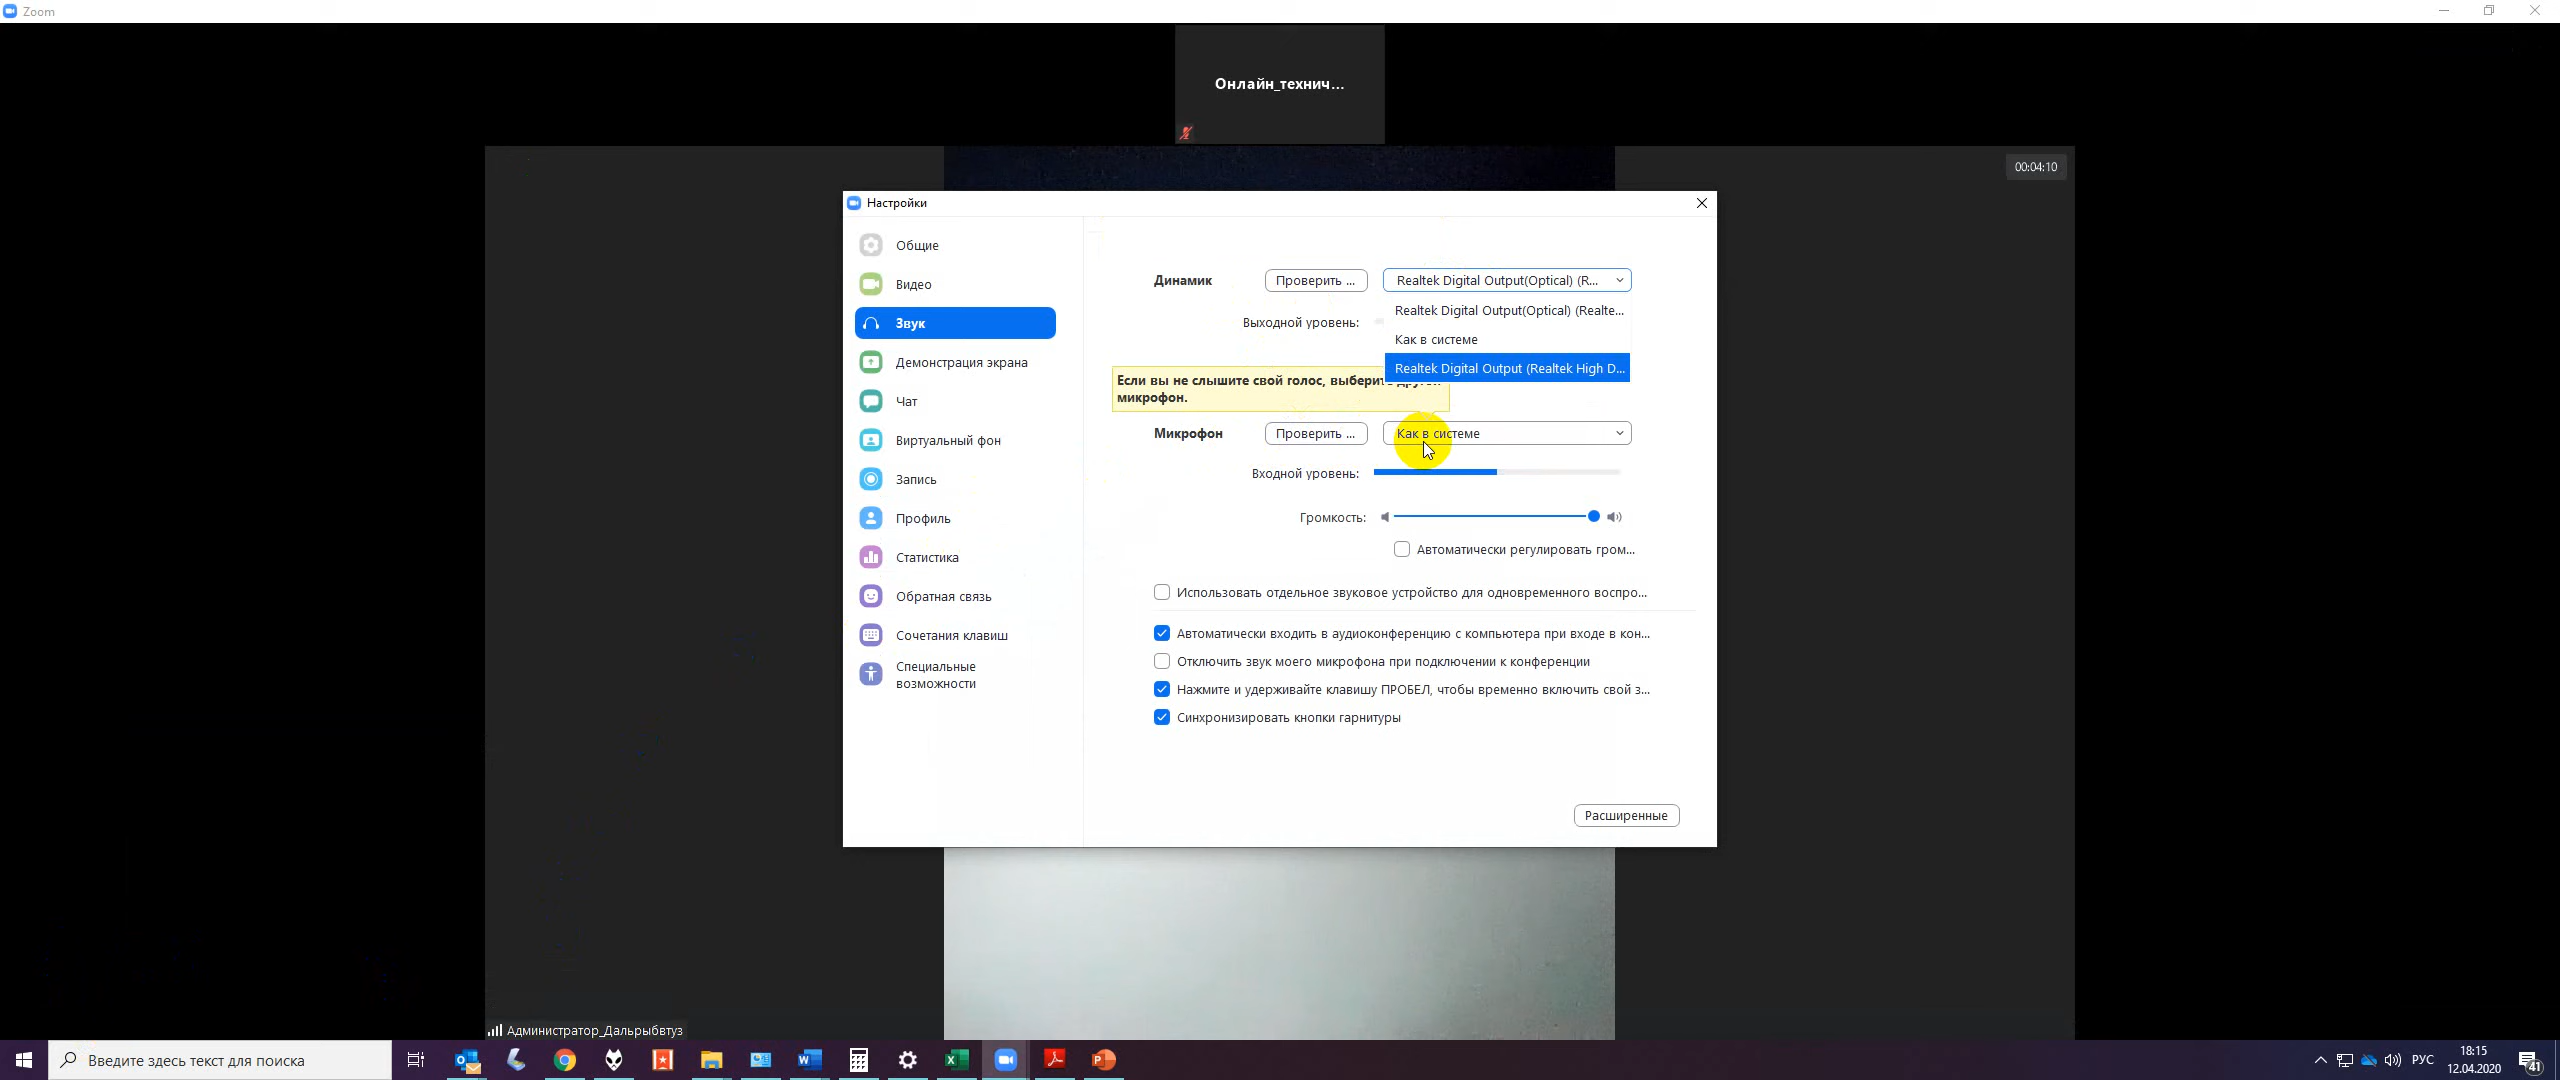 Zoom
Онлайн_технич...
00:04:10
Настройки
Общие
Видео
Звук
Демонстрация экрана
Чат
Виртуальный фон
Запись
Профиль
Статистика
Обратная связь
Сочетания клавиш
Специальные
возможности
Динамик
Проверить ...
Realtek Digital Output(Optical) (R...
Realtek Digital Output(Optical) (Realte...
Выходной уровень:
Как в системе
Realtek Digital Output (Realtek High D...
Если вы не слышите свой голос, выберит
микрофон.
Микрофон
Проверить ...
Как в системе
Входной уровень:
Громкость:
Автоматически регулировать гром...
Использовать отдельное звуковое устройство для одновременного воспро...
Автоматически входить в аудиоконференцию с компьютера при входе в кон...
Отключить звук моего микрофона при подключении к конференции
Нажмите и удерживайте клавишу ПРОБЕЛ, чтобы временно включить свой з...
Синхронизировать кнопки гарнитуры
Расширенные
Администратор_Дальрыбвтуз
Введите здесь текст для поиска
РУС
18:15
12.04.2020
41